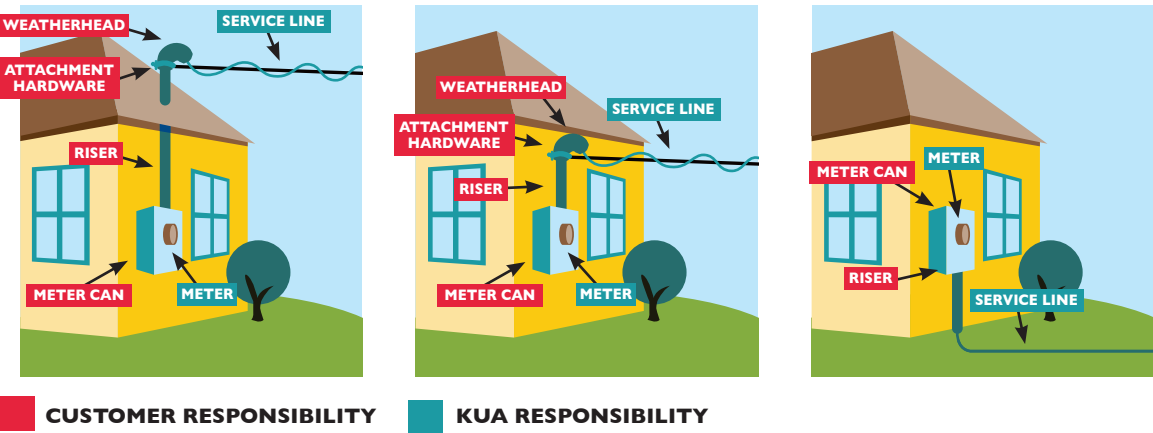 WEATHERHEAD
SERVICE LINE
ATTACHMENT
HARDWARE
RISER
METER CAN
METER
WEATHERHEAD
SERVICE LINE
ATTACHMENT
HARDWARE
RISER
METER CAN
METER
METER
METER CAN
RISER
SERVICE LINE
CUSTOMER RESPONSIBILITY
KUA RESPONSIBILITY